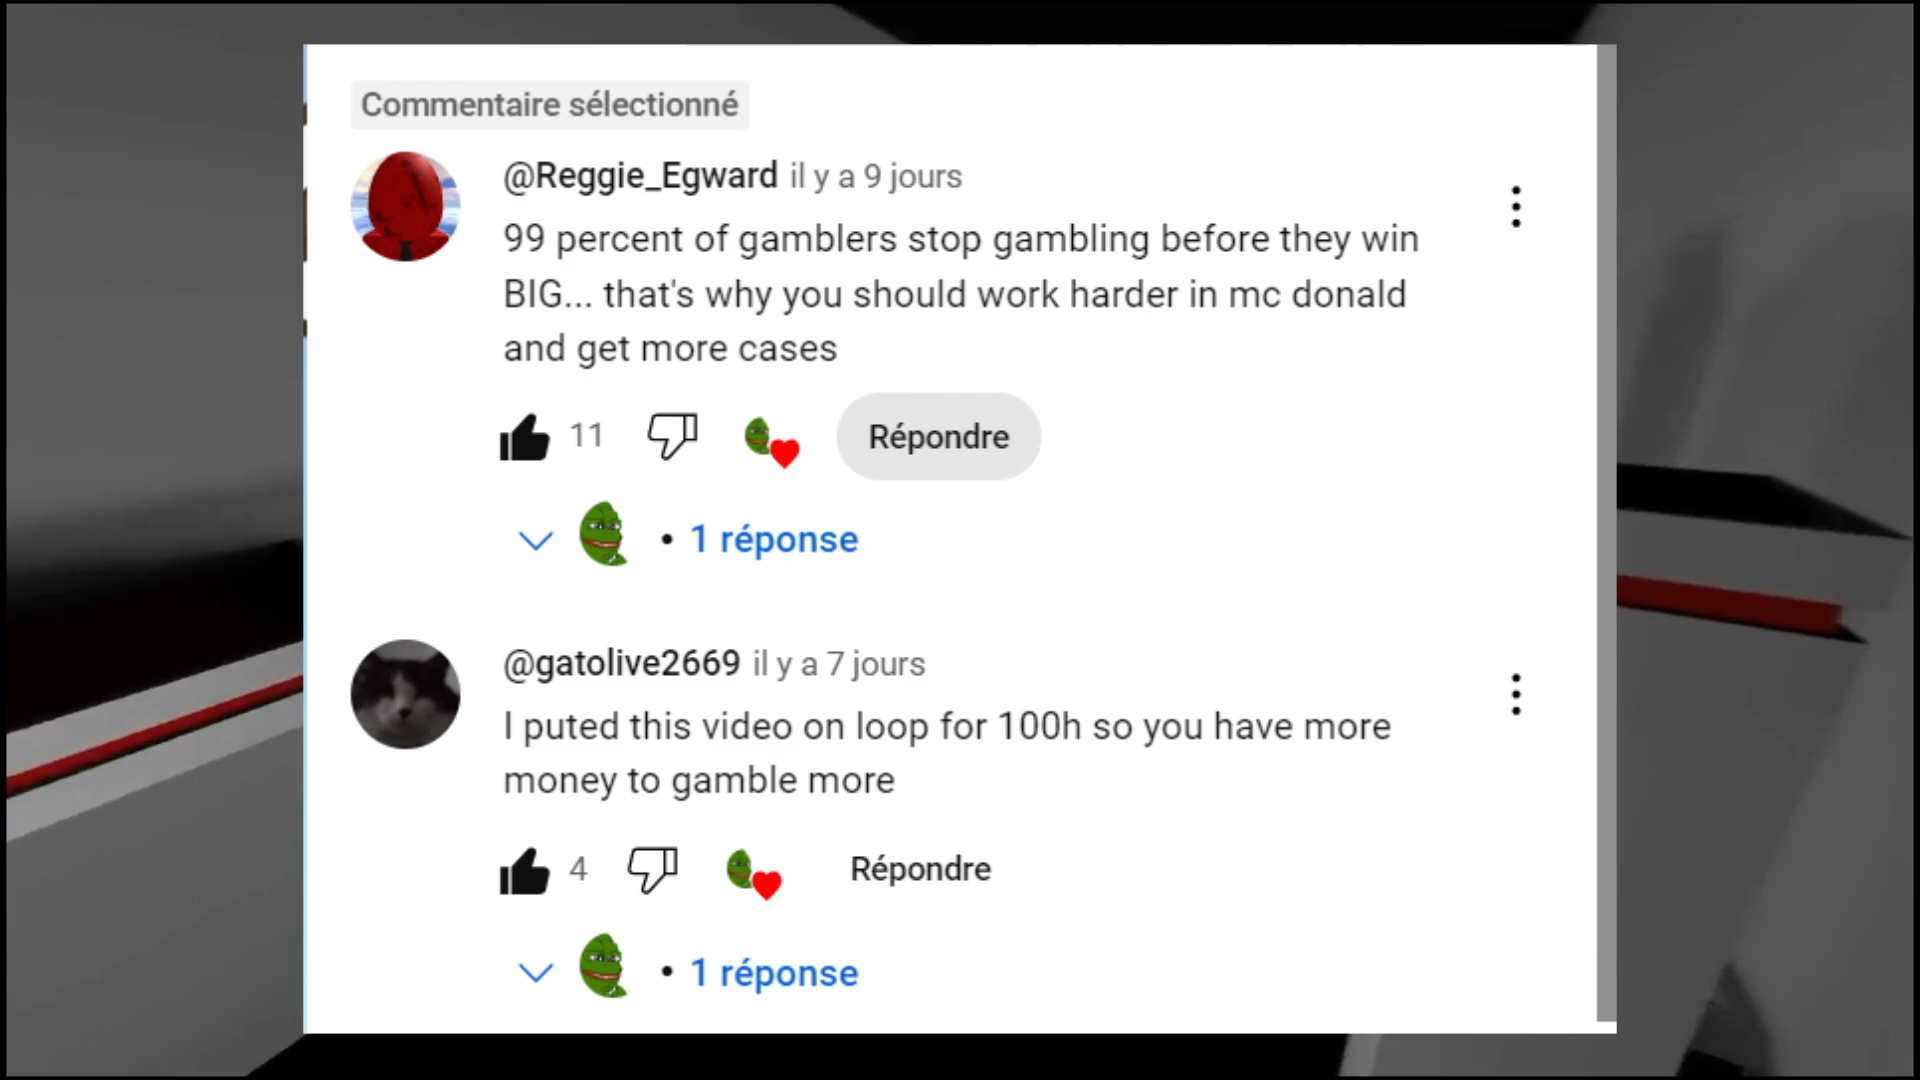 Commentaire sélectionné
@Reggie_Egward il y a 9 jours
99 percent of gamblers stop gambling before they win
BIG... that's why you should work harder in mc donald
and get more cases
11 Répondre
• 1 réponse
@gatolive2669 il y a 7 jours
I puted this video on loop for 100h so you have more
money to gamble more
4 Répondre
• 1 réponse